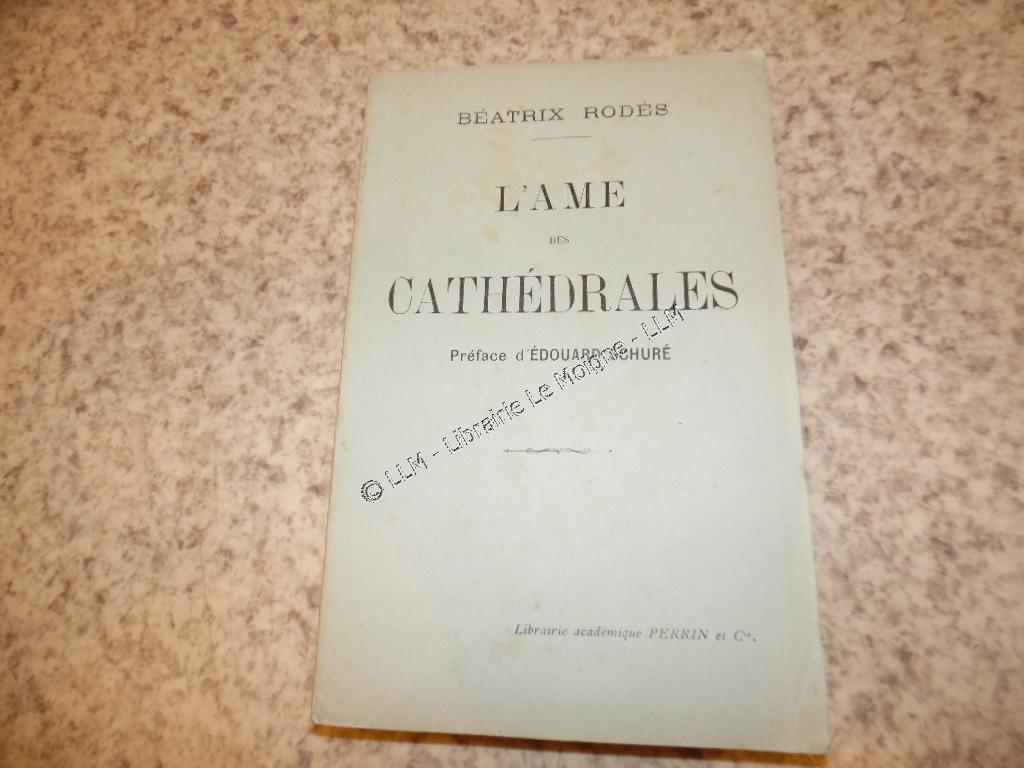 BÉATRIX RODÈS
L'AME
DES
CATHÉDRALES
Préface d'ÉDOUARD SCHURÉ
© LLM - Librairie Le Moigne - LLM
Librairie académique PERRIN et Cie.